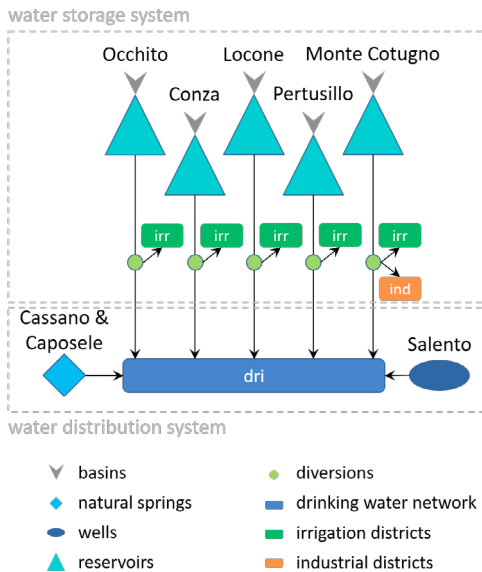 water storage system
Occhito
Locone
Monte Cotugno
Conza
Pertusillo
irr
irr
irr
irr
irr
ind
Cassano &
Caposele
Salento
dri
water distribution system
basins
diversions
natural springs
drinking water network
wells
irrigation districts
reservoirs
industrial districts